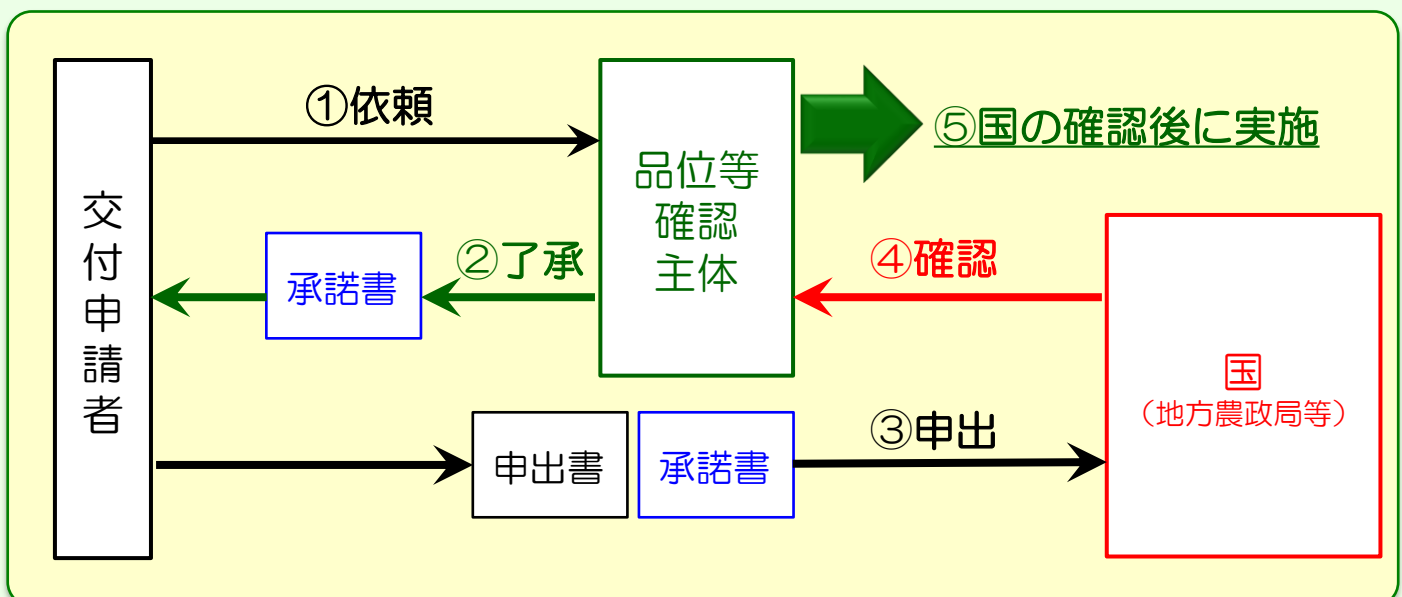 ①依頼
⑤国の確認後に実施
交付申請者
品位等
確認
主体
②了承
承諾書
④確認
国
（地方農政局等）
③申出
申出書
承諾書